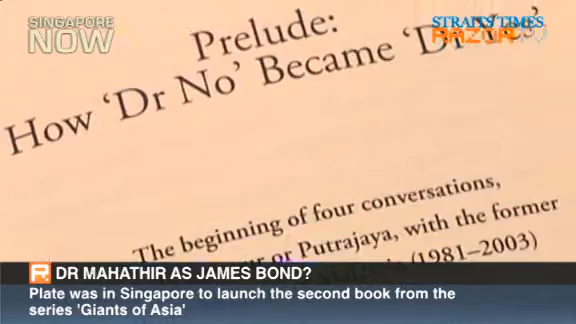 SINGAPORE
NOW
STRAITS TIMES
RAZOR
Prelude:
How ‘Dr No’ Became ‘Dr Yes’
The beginning of four conversations,
or Putrajaya, with the former
(1981–2003)
R
DR MAHATHIR AS JAMES BOND?
Plate was in Singapore to launch the second book from the
series 'Giants of Asia'